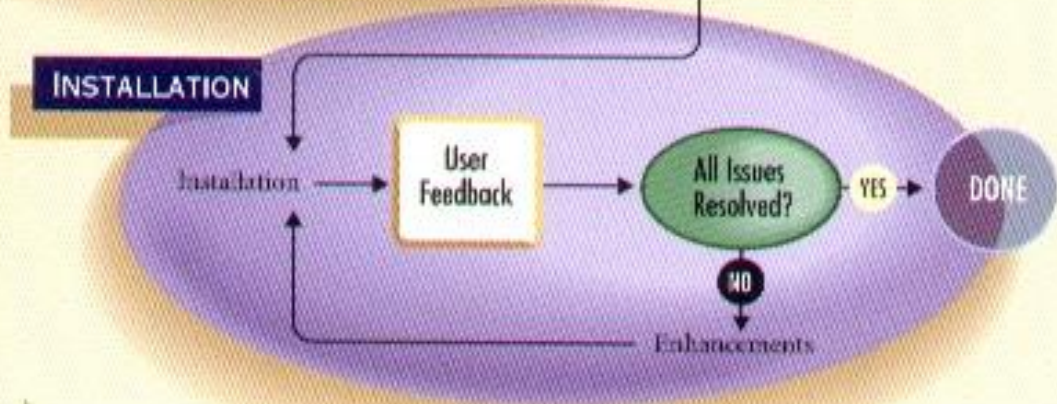 INSTALLATION
Installation
User
Feedback
All Issues
Resolved?
YES
DONE
NO
Enhancements